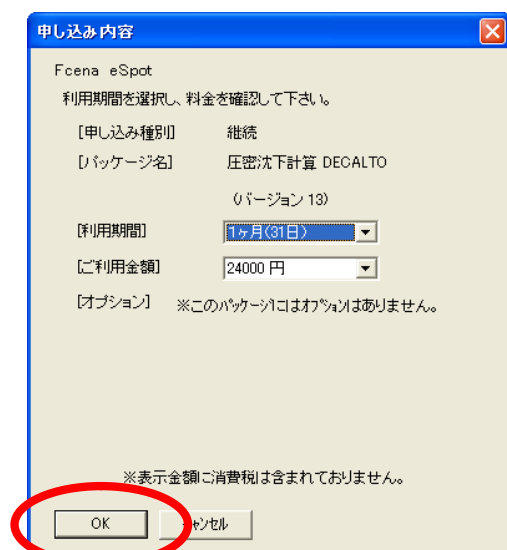 申し込み内容
Fcena eSpot
利用期間を選択し、料金を確認して下さい。
[申し込み種別] 継続
[パッケージ名] 圧密沈下計算 DECALTO
(バージョン 13)
[利用期間] 1ヶ月(31日)
[ご利用金額] 24000 円
[オプション] ※このパッケージにはオプションはありません。
※表示金額に消費税は含まれておりません。
OK キャンセル